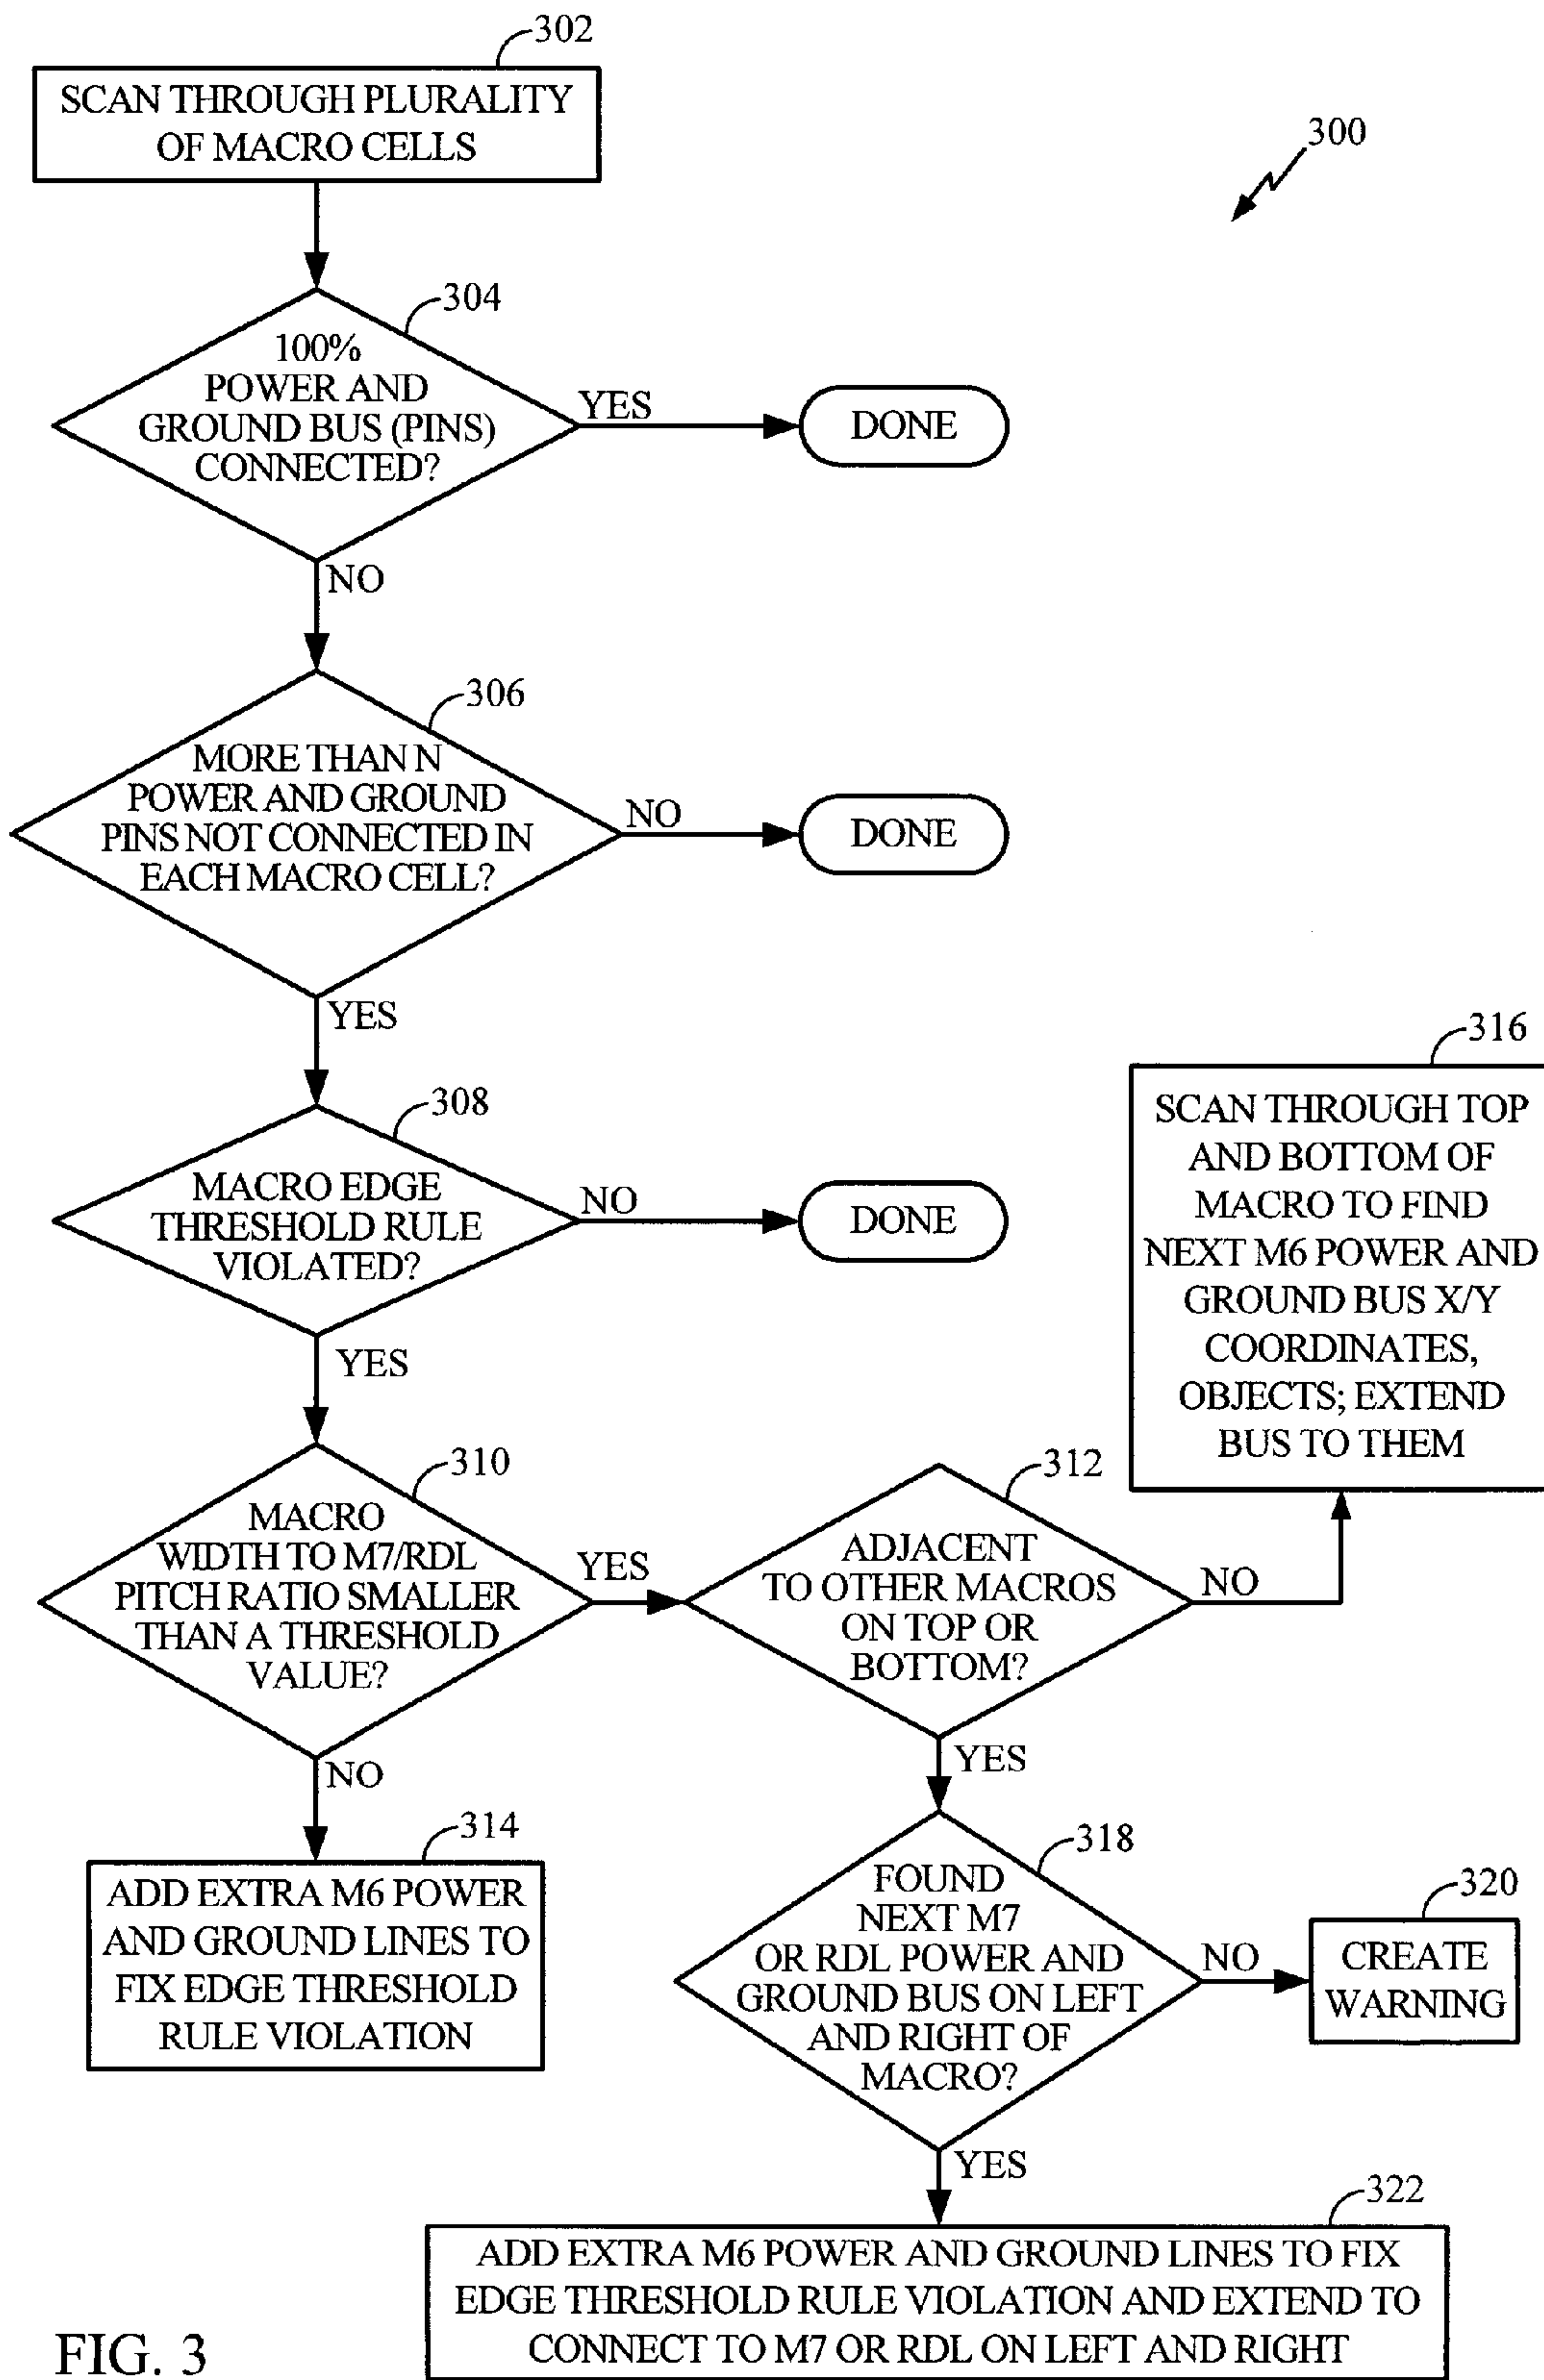 302
SCAN THROUGH PLURALITY
OF MACRO CELLS
300
304
100%
POWER AND
GROUND BUS (PINS)
CONNECTED?
YES
DONE
NO
306
MORE THAN N
POWER AND GROUND
PINS NOT CONNECTED IN
EACH MACRO CELL?
NO
DONE
YES
308
MACRO EDGE
THRESHOLD RULE
VIOLATED?
NO
DONE
YES
316
SCAN THROUGH TOP
AND BOTTOM OF
MACRO TO FIND
NEXT M6 POWER AND
GROUND BUS X/Y
COORDINATES,
OBJECTS; EXTEND
BUS TO THEM
310
MACRO
WIDTH TO M7/RDL
PITCH RATIO SMALLER
THAN A THRESHOLD
VALUE?
YES
312
ADJACENT
TO OTHER MACROS
ON TOP OR
BOTTOM?
NO
YES
NO
314
ADD EXTRA M6 POWER
AND GROUND LINES TO
FIX EDGE THRESHOLD
RULE VIOLATION
318
FOUND
NEXT M7
OR RDL POWER AND
GROUND BUS ON LEFT
AND RIGHT OF
MACRO?
NO
320
CREATE
WARNING
YES
322
ADD EXTRA M6 POWER AND GROUND LINES TO FIX
EDGE THRESHOLD RULE VIOLATION AND EXTEND TO
CONNECT TO M7 OR RDL ON LEFT AND RIGHT
FIG. 3